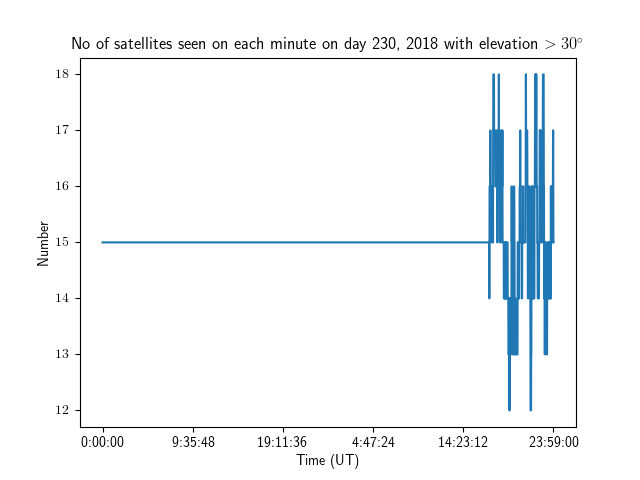 No of satellites seen on each minute on day 230, 2018 with elevation > 30°
18
17
16
15
14
13
12
Number
0:00:00 9:35:48 19:11:36 4:47:24 14:23:12 23:59:00
Time (UT)